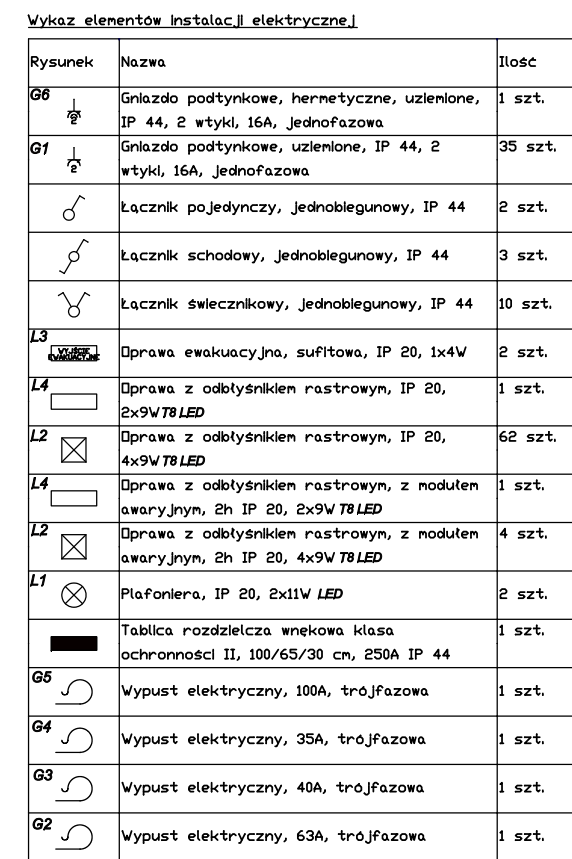 Wykaz elementów instalacji elektrycznej
Rysunek Nazwa Ilość
G6 Gniazdo podtynkowe, hermetyczne, uziemione, 1 szt.
2 IP 44, 2 wtyki, 16A, jednofazowa
G1 Gniazdo podtynkowe, uziemione, IP 44, 2 35 szt.
2 wtyki, 16A, jednofazowa
Łącznik pojedynczy, jednobiegunowy, IP 44 2 szt.
Łącznik schodowy, jednobiegunowy, IP 44 3 szt.
Łącznik świecznikowy, jednobiegunowy, IP 44 10 szt.
L3
WYJŚCIE
EWAKUACYJNE Oprawa ewakuacyjna, sufitowa, IP 20, 1x4W 2 szt.
L4 Oprawa z odbłyśnikiem rastrowym, IP 20, 1 szt.
2x9W T8 LED
L2 Oprawa z odbłyśnikiem rastrowym, IP 20, 62 szt.
4x9W T8 LED
L4 Oprawa z odbłyśnikiem rastrowym, z modułem 1 szt.
awaryjnym, 2h IP 20, 2x9W T8 LED
L2 Oprawa z odbłyśnikiem rastrowym, z modułem 4 szt.
awaryjnym, 2h IP 20, 4x9W T8 LED
L1 Plafoniera, IP 20, 2x11W LED 2 szt.
Tablica rozdzielcza wnękowa klasa 1 szt.
ochronności II, 100/65/30 cm, 250A IP 44
G5 Wypust elektryczny, 100A, trójfazowa 1 szt.
G4 Wypust elektryczny, 35A, trójfazowa 1 szt.
G3 Wypust elektryczny, 40A, trójfazowa 1 szt.
G2 Wypust elektryczny, 63A, trójfazowa 1 szt.